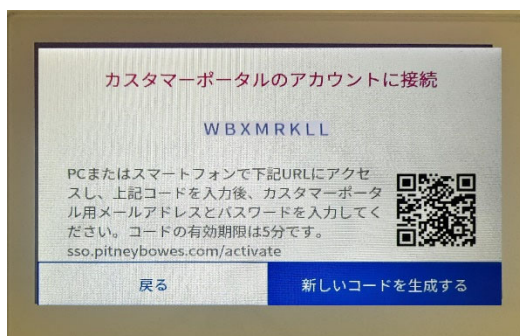 カスタマーポータルのアカウントに接続
WBXMRKLL
PCまたはスマートフォンで下記URLにアクセ
スし、上記コードを入力後、カスタマーポータ
ル用メールアドレスとパスワードを入力してく
ださい。コードの有効期限は5分です。
sso.pitneybowes.com/activate
戻る
新しいコードを生成する